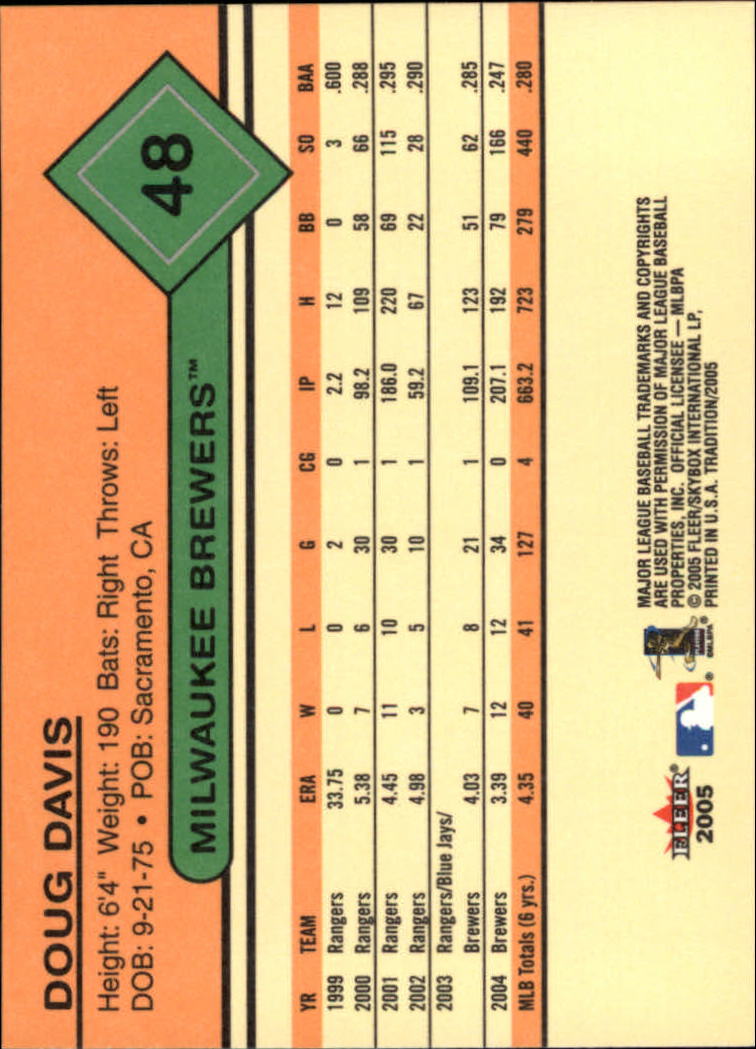 DOUG DAVIS
Height: 6'4" Weight: 190 Bats: Right Throws: Left
DOB: 9-21-75 • POB: Sacramento, CA
MILWAUKEE BREWERS™
48
YR TEAM ERA W L G CG IP H BB SO BAA
1999 Rangers 33.75 0 0 2 0 2.2 12 0 3 .600
2000 Rangers 5.38 7 6 30 1 98.2 109 58 66 .288
2001 Rangers 4.45 11 10 30 1 186.0 220 69 115 .295
2002 Rangers 4.98 3 5 10 1 59.2 67 22 28 .290
2003 Rangers/Blue Jays/
Brewers 4.03 7 8 21 1 109.1 123 51 62 .285
2004 Brewers 3.39 12 12 34 0 207.1 192 79 166 .247
MLB Totals (6 yrs.) 4.35 40 41 127 4 663.2 723 279 440 .280
FLEER®
2005
®
©MLBPA
MAJOR LEAGUE BASEBALL TRADEMARKS AND COPYRIGHTS
ARE USED WITH PERMISSION OF MAJOR LEAGUE BASEBALL
PROPERTIES, INC. OFFICIAL LICENSEE — MLBPA
© 2005 FLEER/SKYBOX INTERNATIONAL LP,
PRINTED IN U.S.A. TRADITION/2005